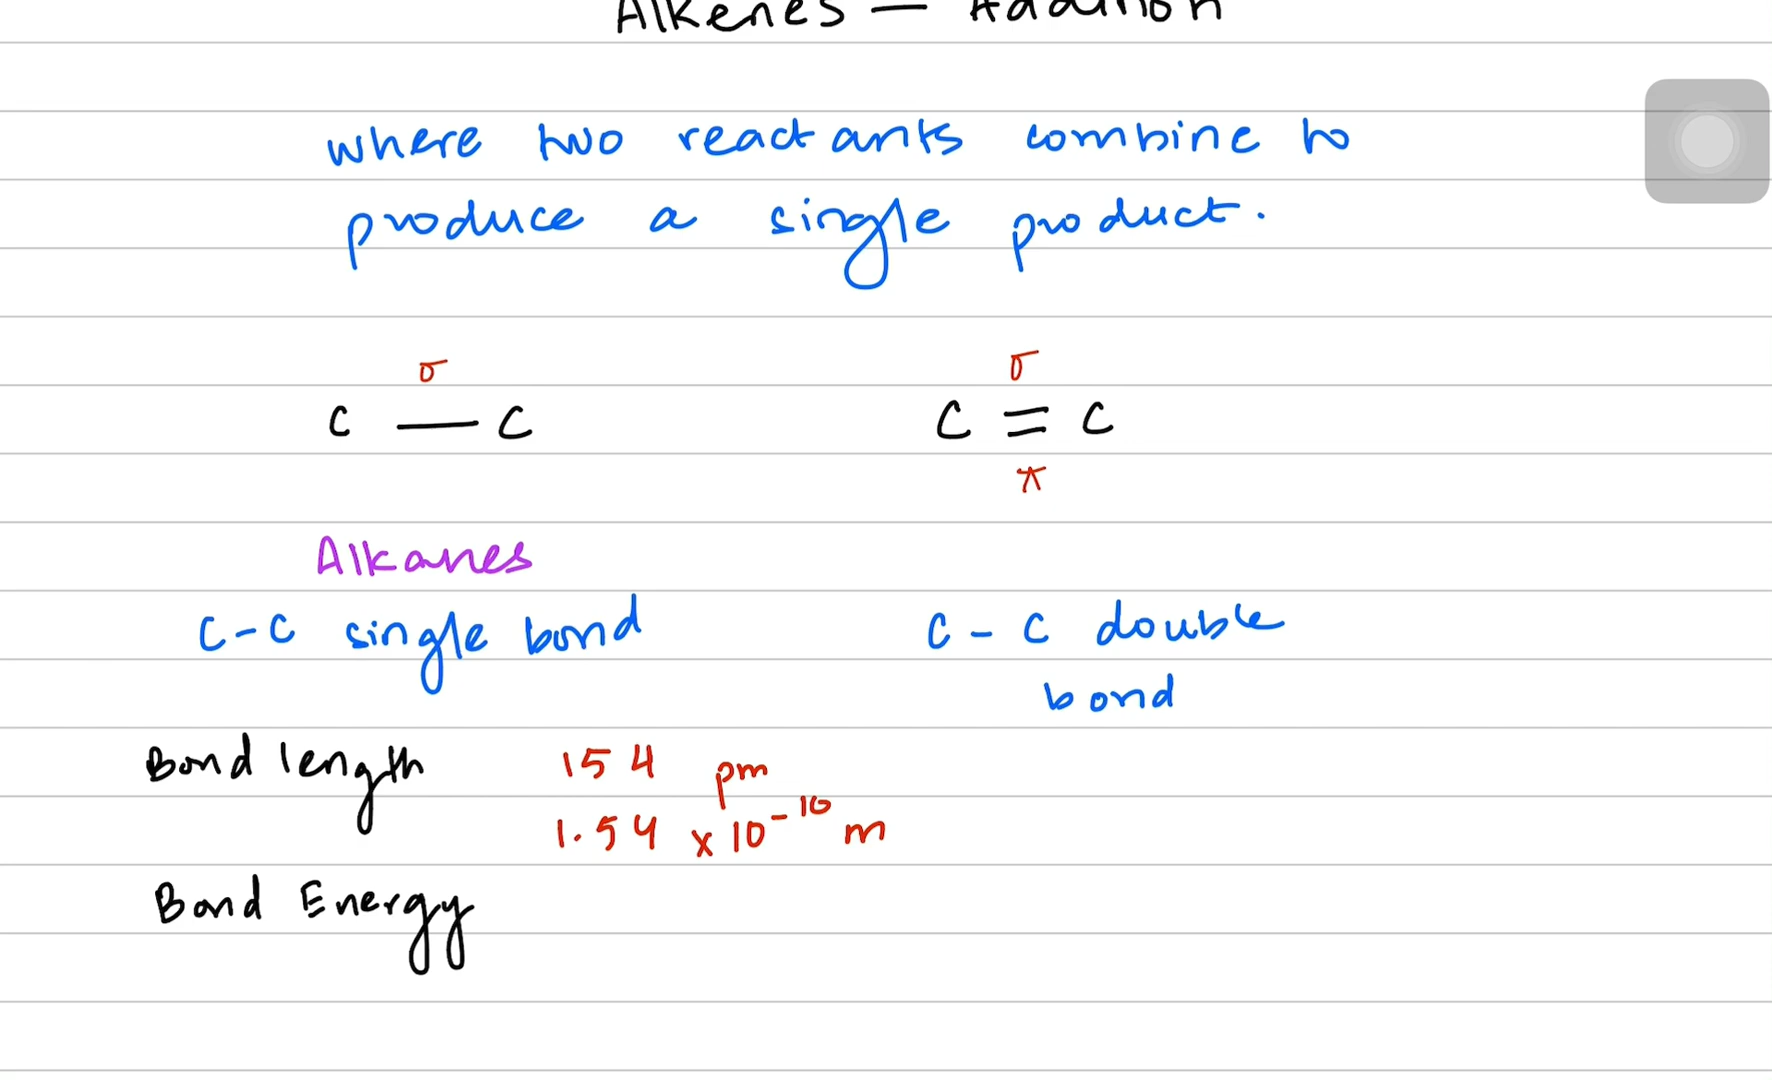 Alkenes — Addition
where two reactants combine to
produce a single product.
σ σ
C — C C = C
π
Alkanes
C-C single bond C - C double
bond
Bond length 154 pm
1.54 x 10⁻¹⁰ m
Bond Energy